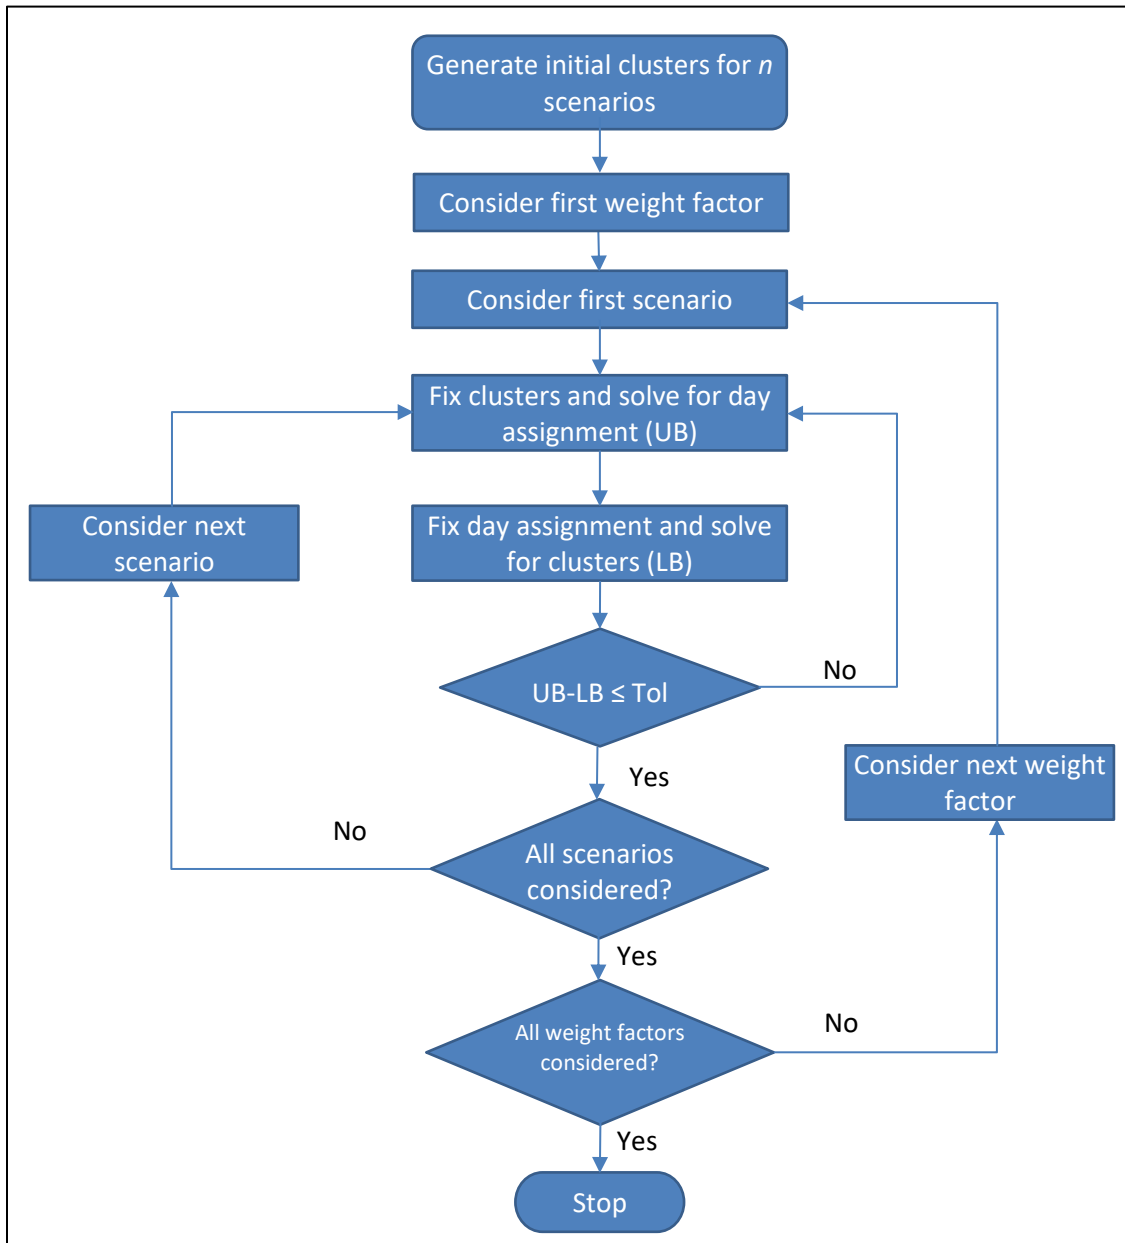 Generate initial clusters for n
scenarios
Consider first weight factor
Consider first scenario
Fix clusters and solve for day
assignment (UB)
Consider next
scenario
Fix day assignment and solve
for clusters (LB)
UB-LB ≤ Tol
No
Yes
Consider next weight
factor
No
All scenarios
considered?
Yes
All weight factors
considered?
No
Yes
Stop